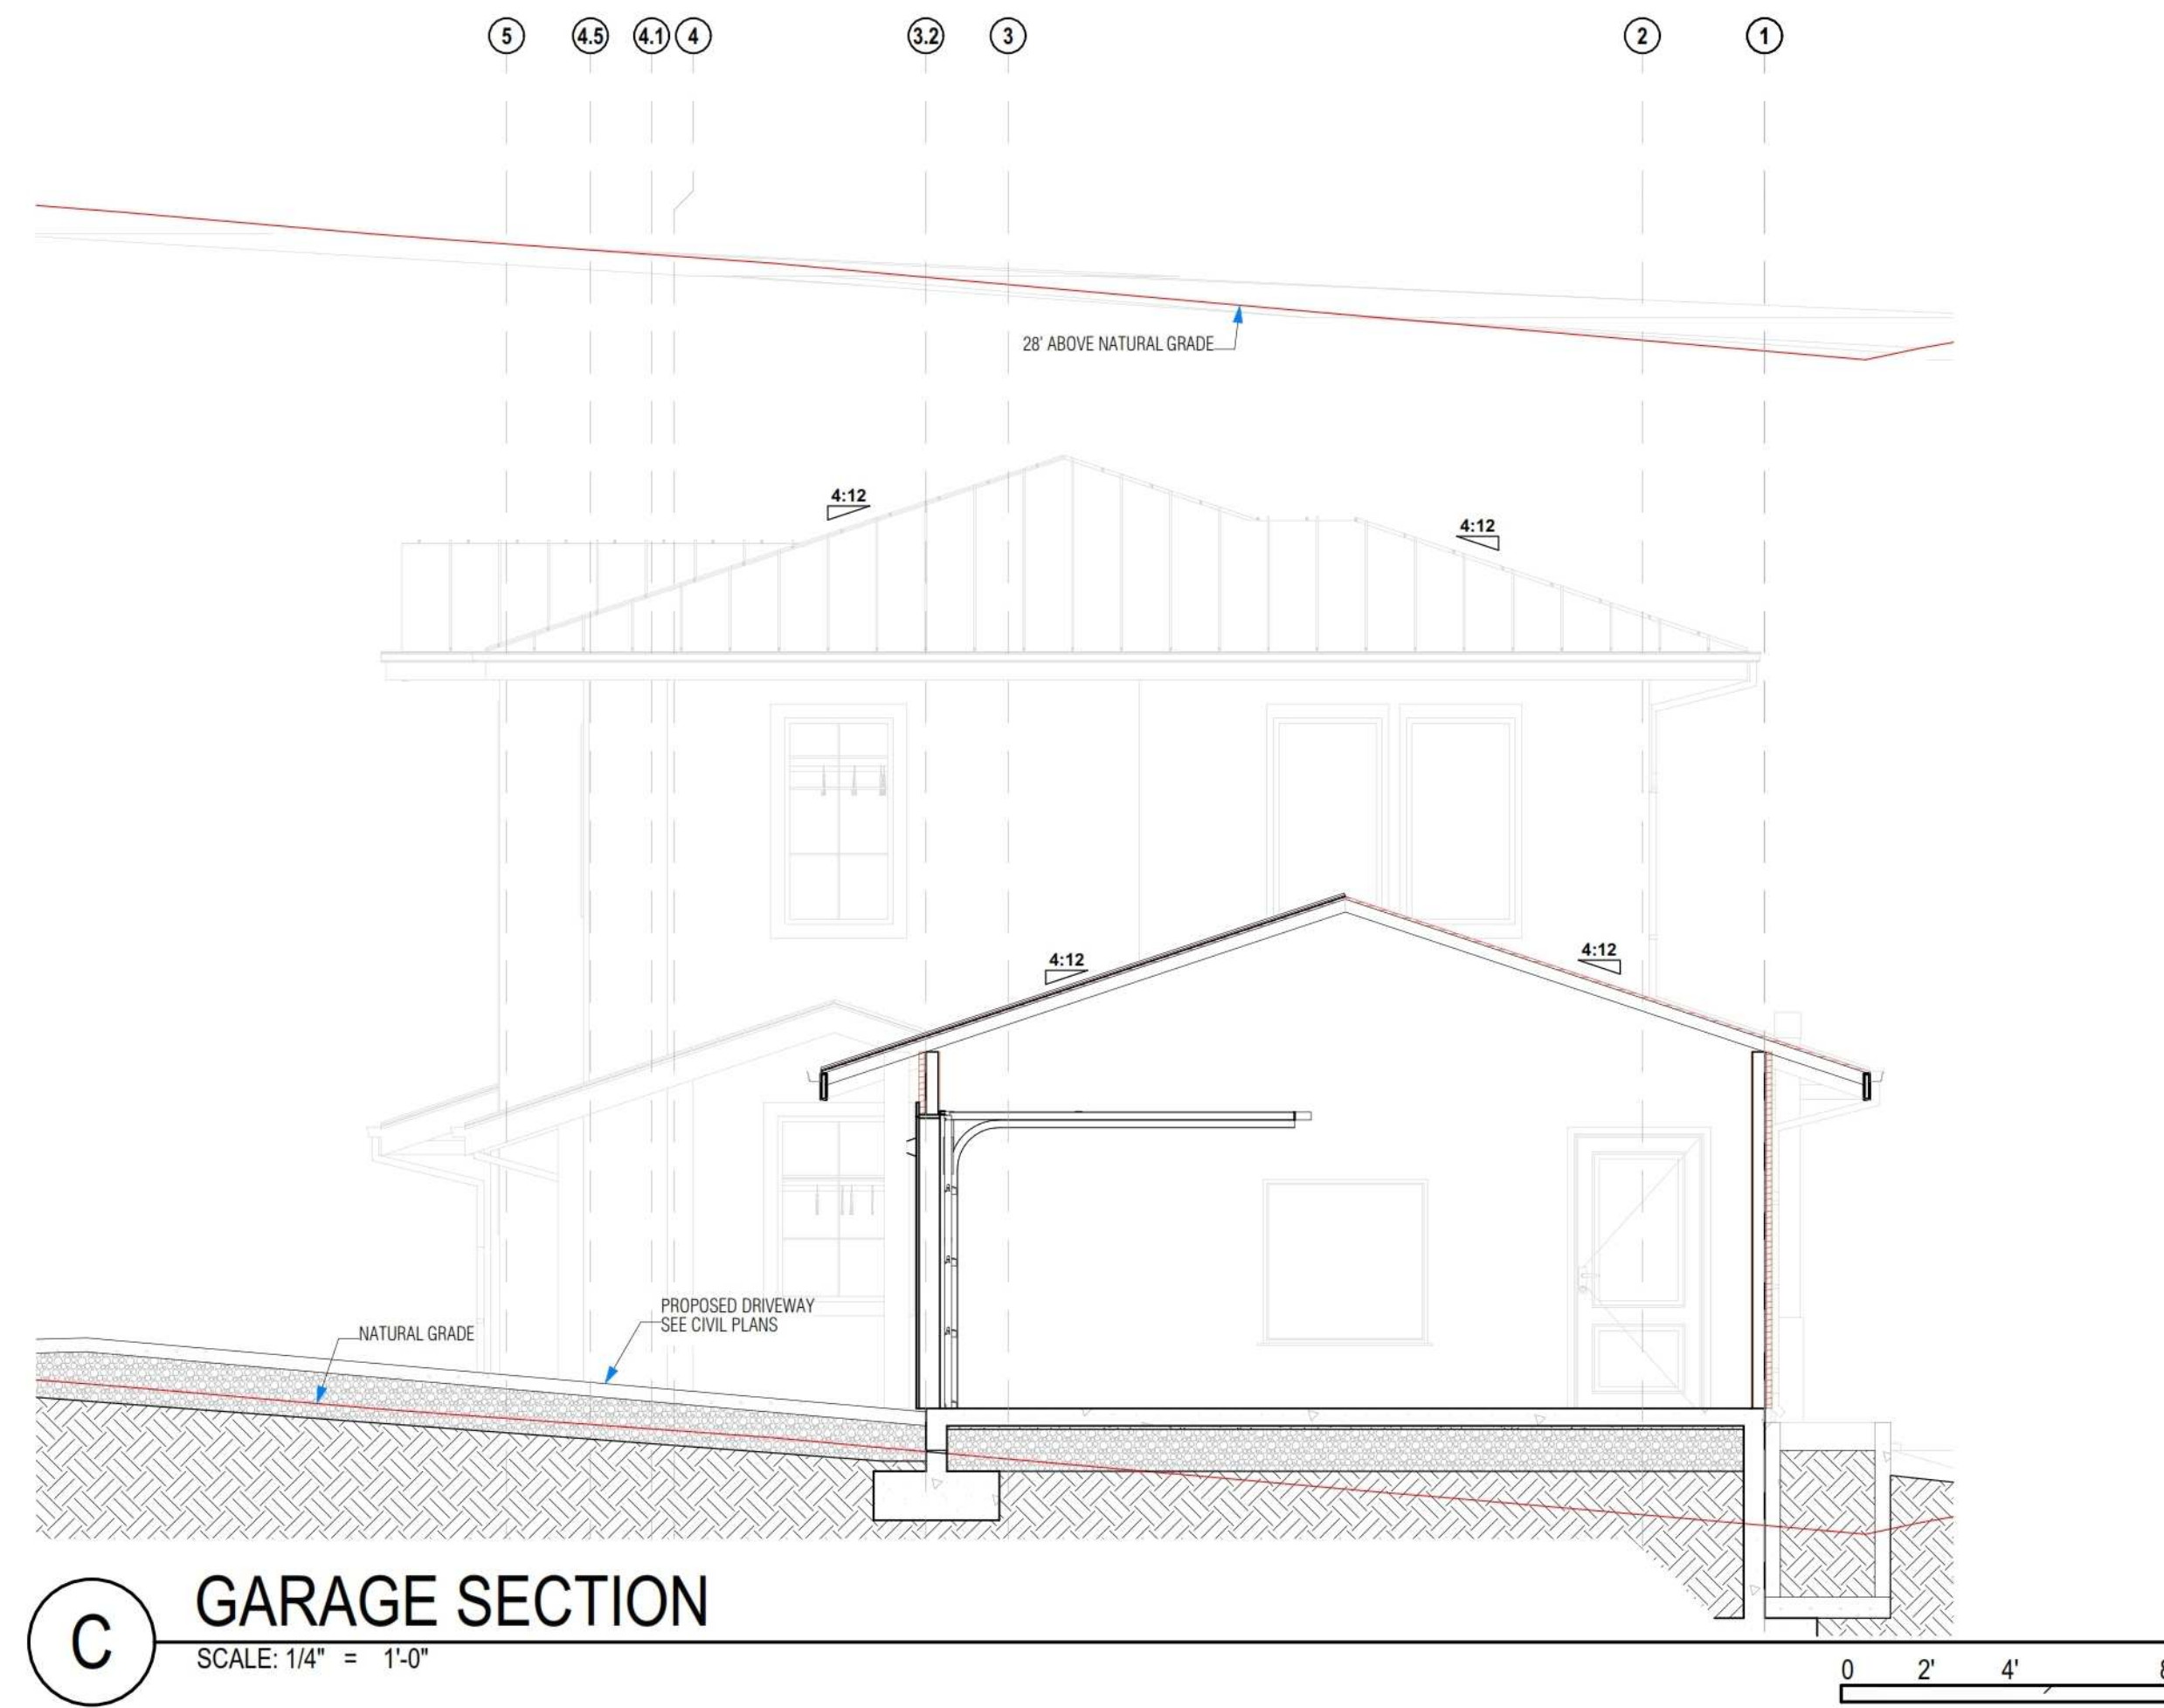 5 4.5 4.1 4 3.2 3 2 1
28' ABOVE NATURAL GRADE
4:12
4:12
4:12
4:12
PROPOSED DRIVEWAY
SEE CIVIL PLANS
NATURAL GRADE
C
GARAGE SECTION
SCALE: 1/4" = 1'-0"
0 2' 4'